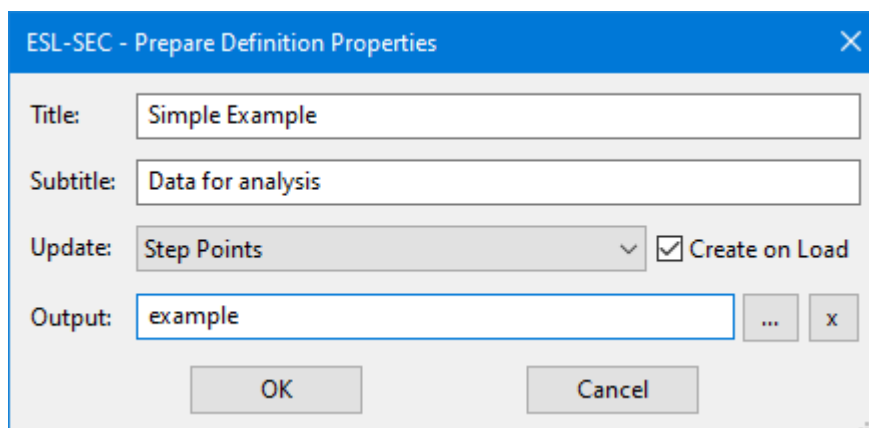 ESL-SEC - Prepare Definition Properties
Title: Simple Example
Subtitle: Data for analysis
Update: Step Points Create on Load
Output: example ... x
OK Cancel